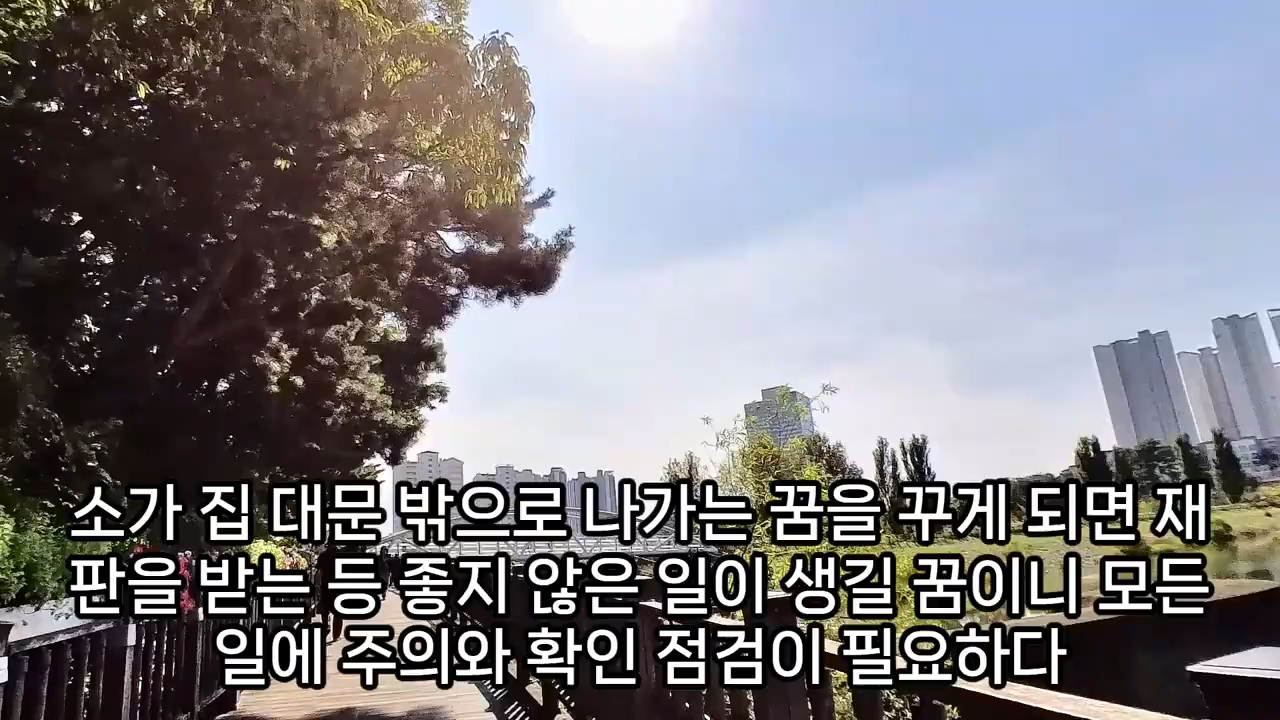 소가 집 대문 밖으로 나가는 꿈을 꾸게 되면 재
판을 받는 등 좋지 않은 일이 생길 꿈이니 모든
일에 주의와 확인 점검이 필요하다